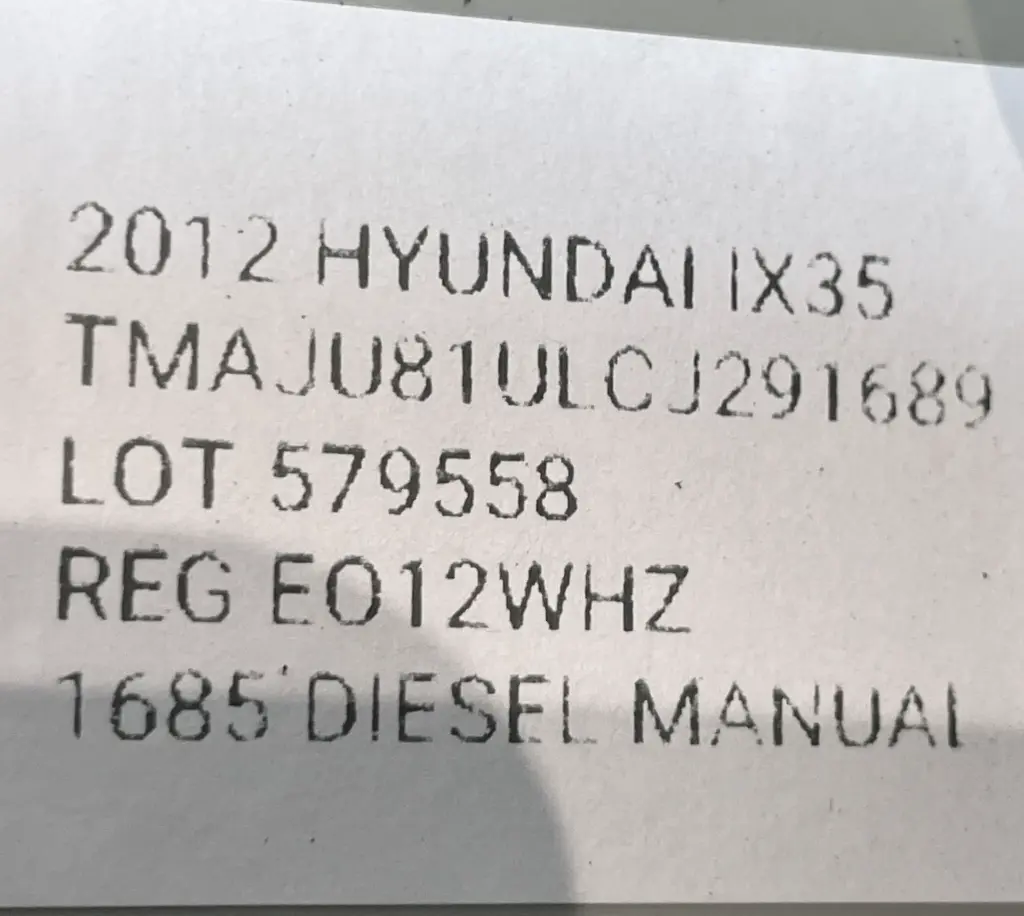 2012 HYUNDAI IX35
TMAJU81ULCJ291689
LOT 579558
REG EO12WHZ
1685 DIESEL MANUAL